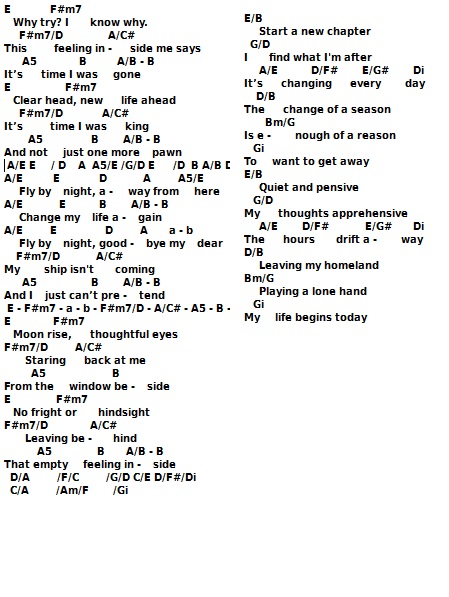 E F#m7
Why try? I know why.
F#m7/D A/C#
This feeling in - side me says
A5 B A/B - B
It’s time I was gone
E F#m7
Clear head, new life ahead
F#m7/D A/C#
It’s time I was king
A5 B A/B - B
And not just one more pawn
A/E E / D A A5/E /G/D E /D B A/B D
A/E E D A A5/E
Fly by night, a - way from here
A/E E B A/B - B
Change my life a - gain
A/E E D A a - b
Fly by night, good - bye my dear
F#m7/D A/C#
My ship isn't coming
A5 B A/B - B
And I just can’t pre - tend
E - F#m7 - a - b - F#m7/D - A/C# - A5 - B -
E F#m7
Moon rise, thoughtful eyes
F#m7/D A/C#
Staring back at me
A5 B
From the window be - side
E F#m7
No fright or hindsight
F#m7/D A/C#
Leaving be - hind
A5 B A/B - B
That empty feeling in - side
D/A /F/C /G/D C/E D/F#/Di
C/A /Am/F /Gi
E/B
Start a new chapter
G/D
I find what I'm after
A/E D/F# E/G# Di
It’s changing every day
D/B
The change of a season
Bm/G
Is e - nough of a reason
Gi
To want to get away
E/B
Quiet and pensive
G/D
My thoughts apprehensive
A/E D/F# E/G# Di
The hours drift a - way
D/B
Leaving my homeland
Bm/G
Playing a lone hand
Gi
My life begins today